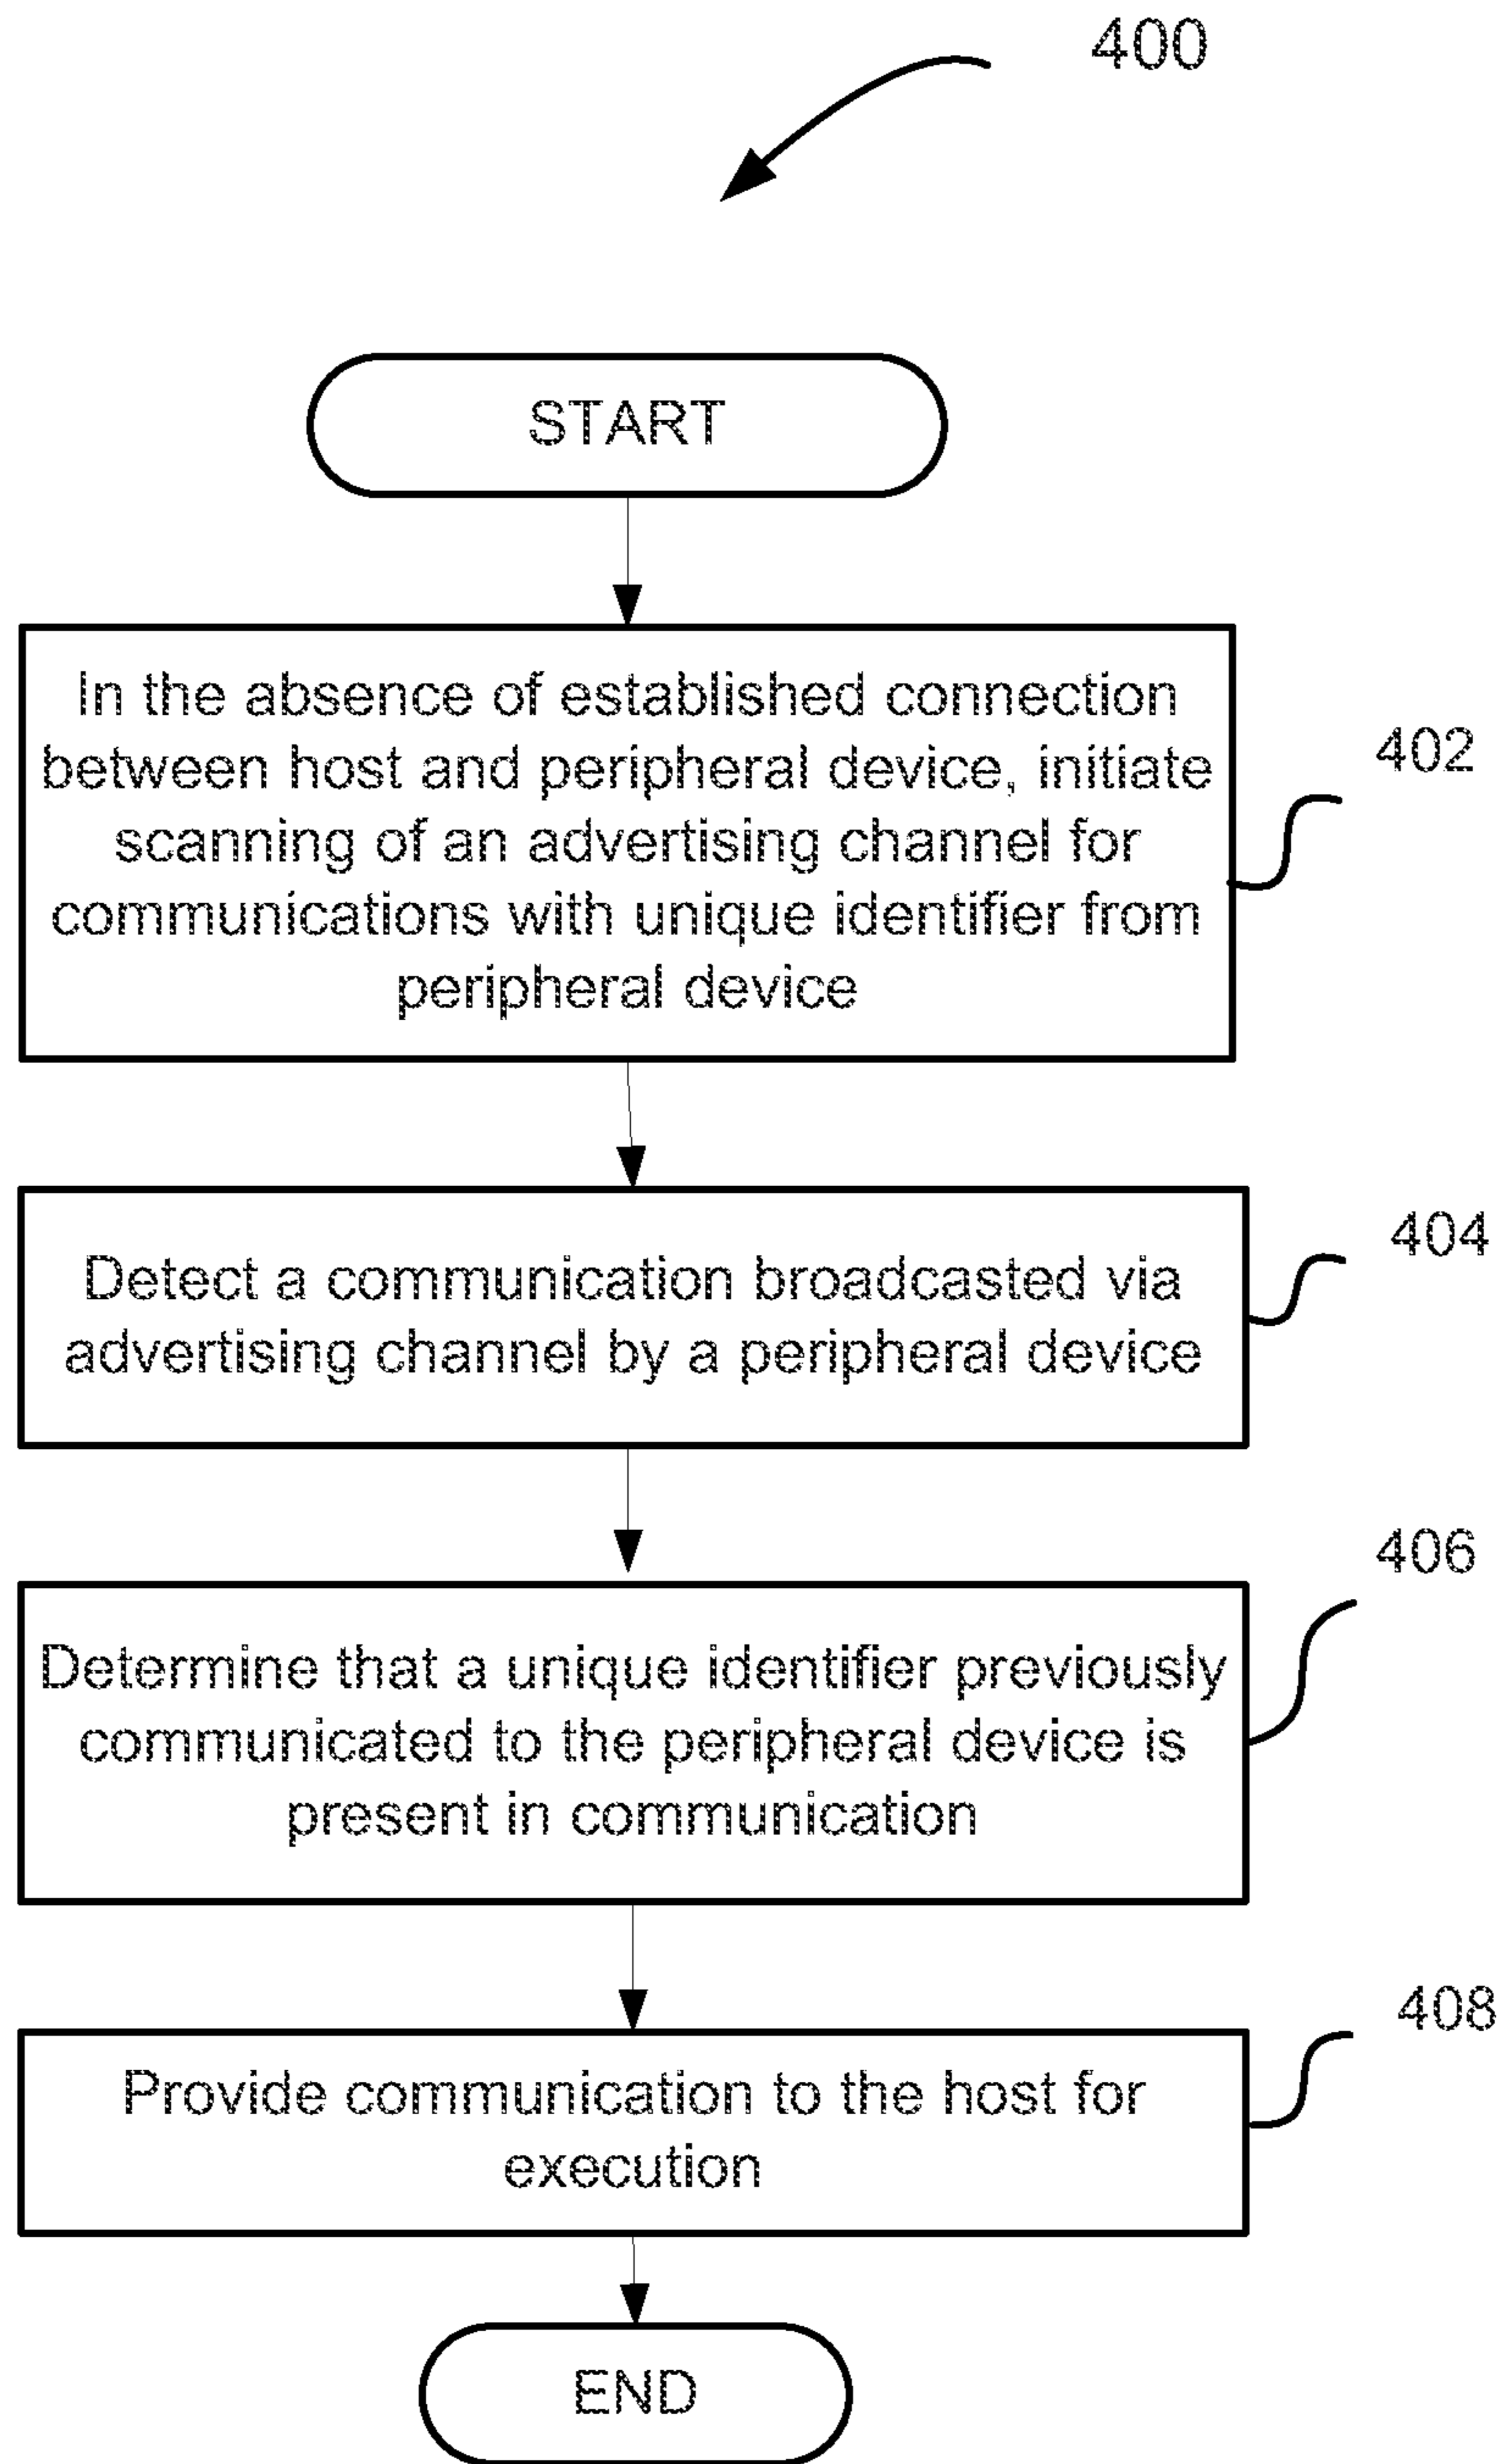 400
START
In the absence of established connection
between host and peripheral device, initiate
scanning of an advertising channel for
communications with unique identifier from
peripheral device
402
Detect a communication broadcasted via
advertising channel by a peripheral device
404
Determine that a unique identifier previously
communicated to the peripheral device is
present in communication
406
Provide communication to the host for
execution
408
END